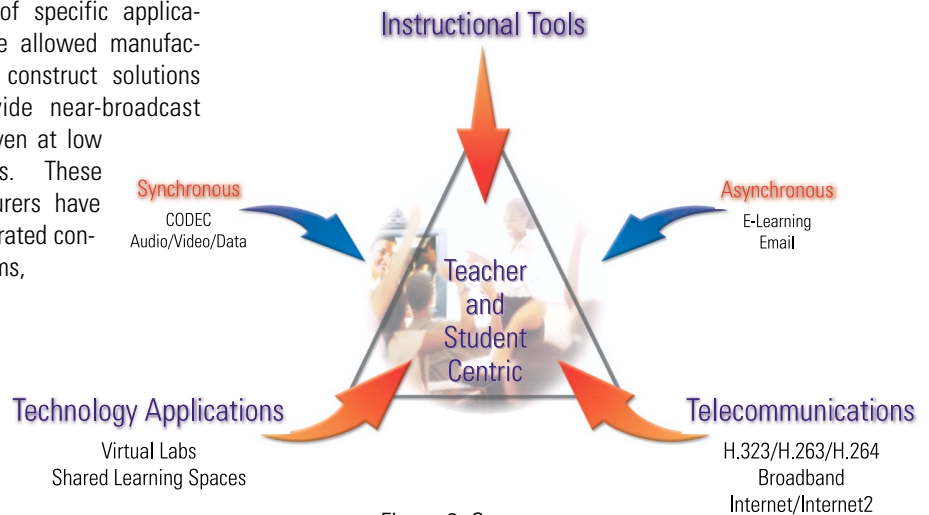 of specific applica-
e allowed manufac-
construct solutions
vide near-broadcast
ven at low
s. These
urers have
rated con-
ms,
Instructional Tools
Synchronous
CODEC
Audio/Video/Data
Asynchronous
E-Learning
Email
Teacher
and
Student
Centric
Technology Applications
Virtual Labs
Shared Learning Spaces
Telecommunications
H.323/H.263/H.264
Broadband
Internet/Internet2